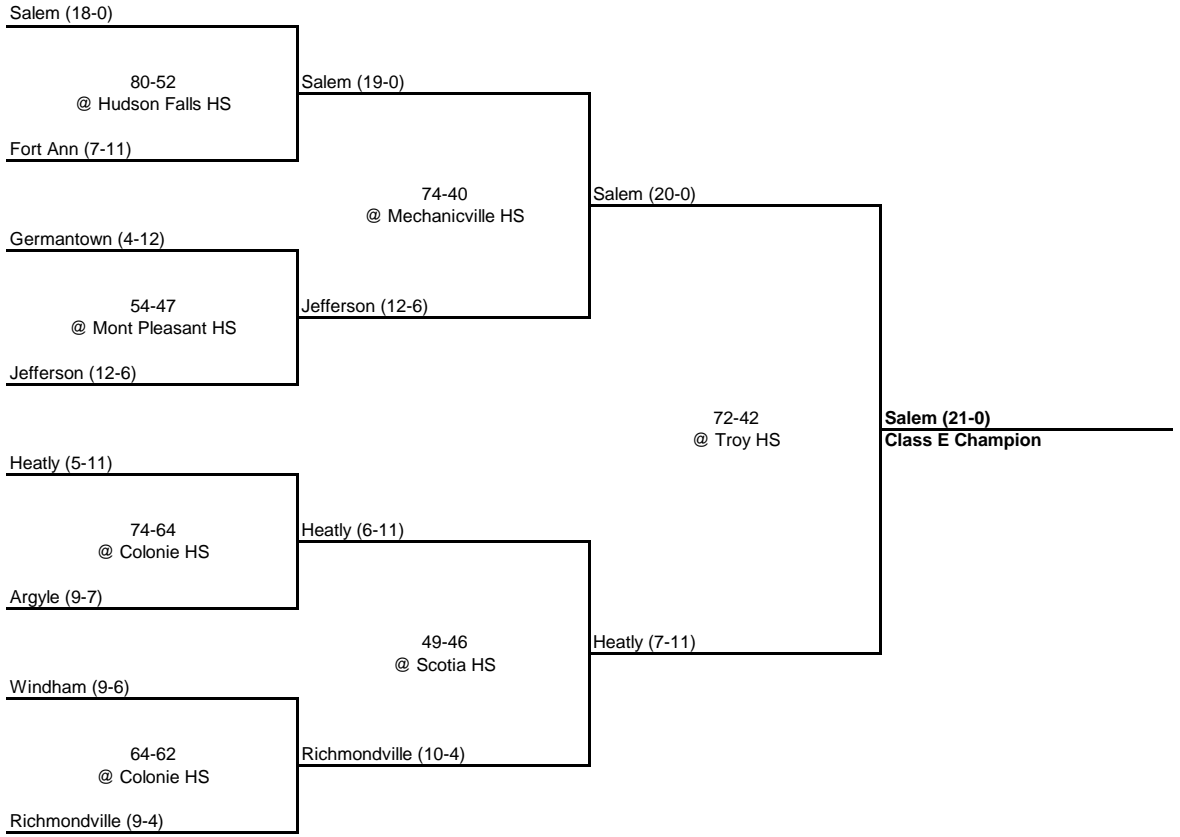 Salem (18-0)
80-52
@ Hudson Falls HS
Salem (19-0)
Fort Ann (7-11)
74-40
@ Mechanicville HS
Salem (20-0)
Germantown (4-12)
54-47
@ Mont Pleasant HS
Jefferson (12-6)
Jefferson (12-6)
72-42
@ Troy HS
Salem (21-0)
Class E Champion
Heatly (5-11)
74-64
@ Colonie HS
Heatly (6-11)
Argyle (9-7)
49-46
@ Scotia HS
Heatly (7-11)
Windham (9-6)
64-62
@ Colonie HS
Richmondville (10-4)
Richmondville (9-4)